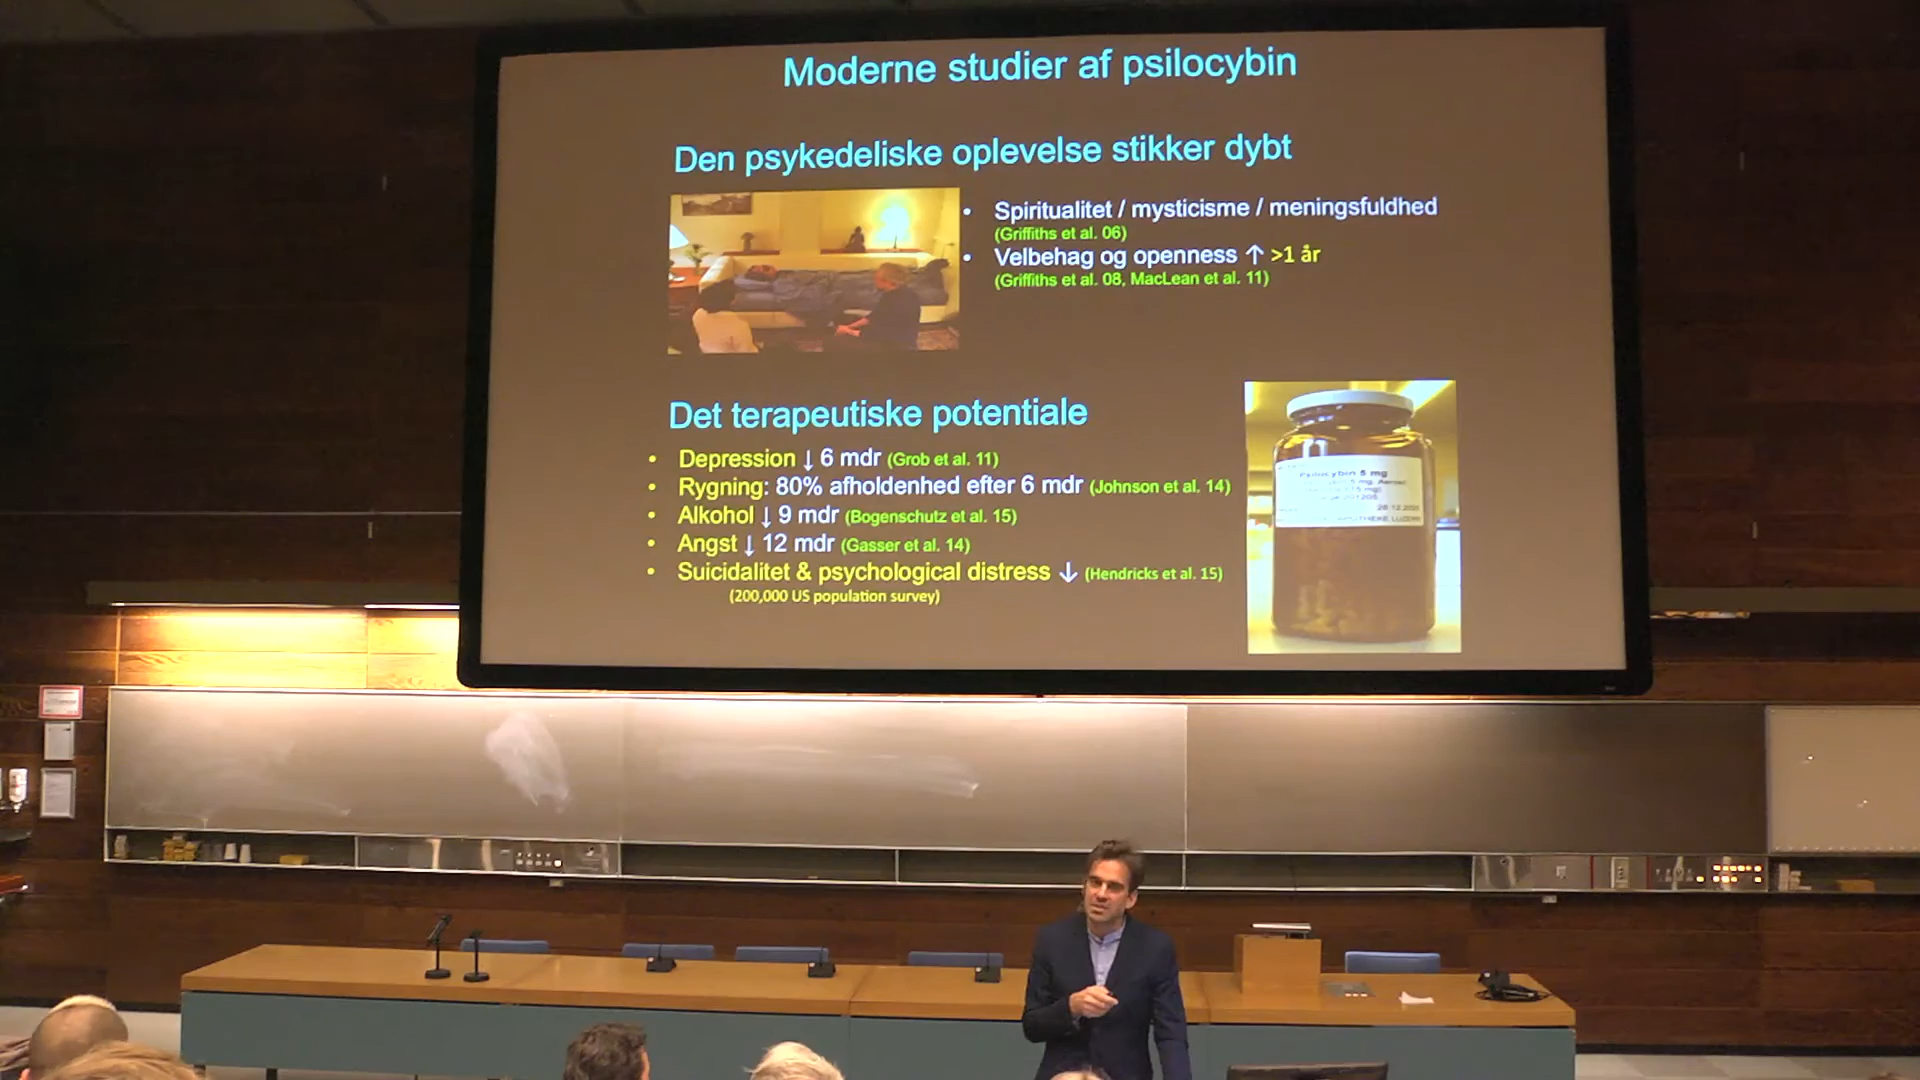 Moderne studier af psilocybin
Den psykedeliske oplevelse stikker dybt
• Spiritualitet / mysticisme / meningsfuldhed
(Griffiths et al. 06)
• Velbehag og openness ↑ >1 år
(Griffiths et al. 08, MacLean et al. 11)
Det terapeutiske potentiale
• Depression ↓ 6 mdr (Grob et al. 11)
• Rygning: 80% afholdenhed efter 6 mdr (Johnson et al. 14)
• Alkohol ↓ 9 mdr (Bogenschutz et al. 15)
• Angst ↓ 12 mdr (Gasser et al. 14)
• Suicidalitet & psychological distress ↓ (Hendricks et al. 15)
(200,000 US population survey)
Psilocybin 5 mg